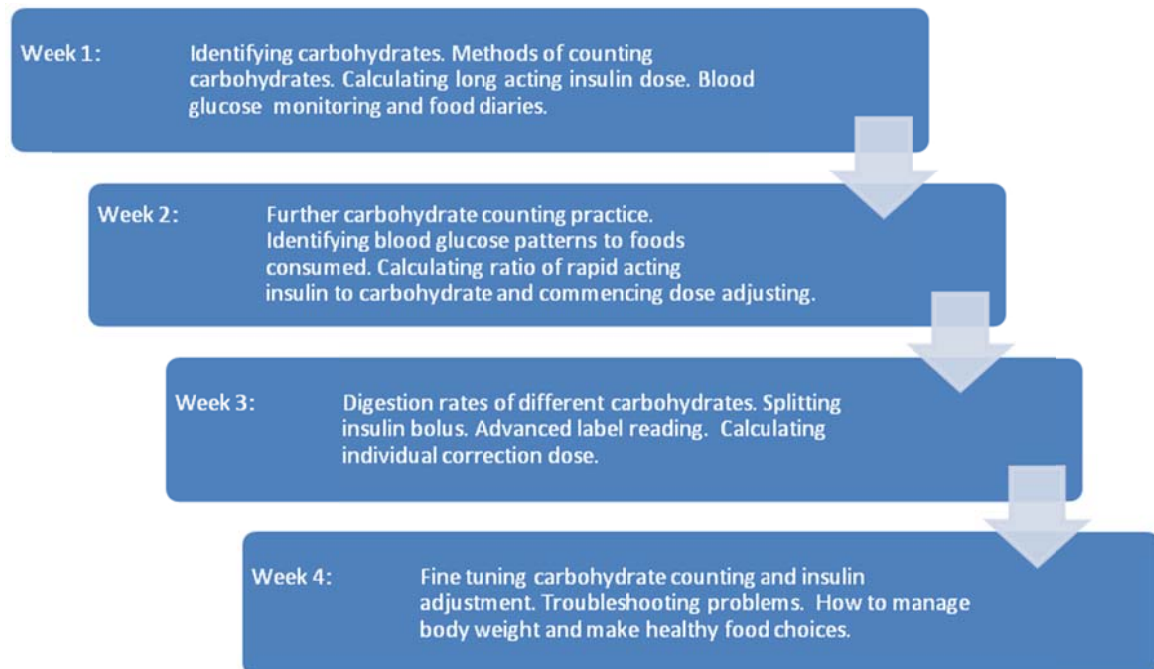 Week 1: Identifying carbohydrates. Methods of counting
carbohydrates. Calculating long acting insulin dose. Blood
glucose monitoring and food diaries.
Week 2: Further carbohydrate counting practice.
Identifying blood glucose patterns to foods
consumed. Calculating ratio of rapid acting
insulin to carbohydrate and commencing dose adjusting.
Week 3: Digestion rates of different carbohydrates. Splitting
insulin bolus. Advanced label reading. Calculating
individual correction dose.
Week 4: Fine tuning carbohydrate counting and insulin
adjustment. Troubleshooting problems. How to manage
body weight and make healthy food choices.